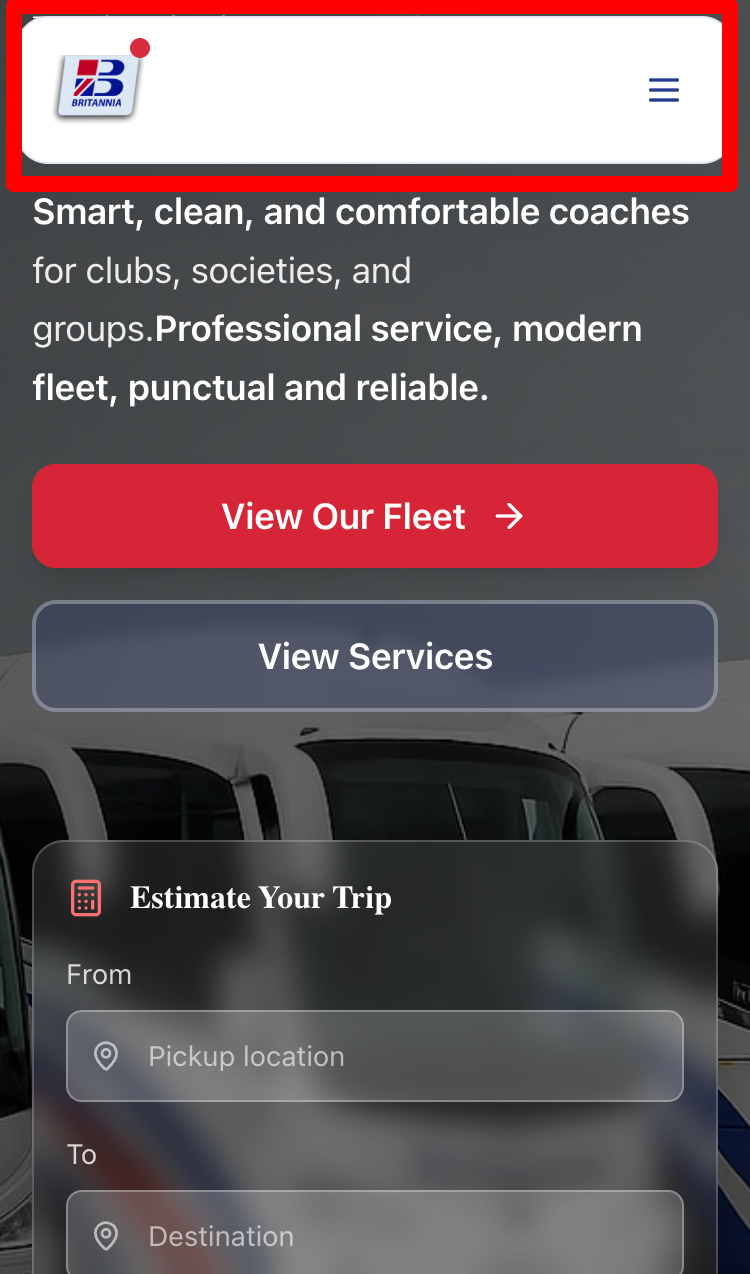 BRITANNIA
Smart, clean, and comfortable coaches
for clubs, societies, and
groups.Professional service, modern
fleet, punctual and reliable.
View Our Fleet
View Services
Estimate Your Trip
From
Pickup location
To
Destination